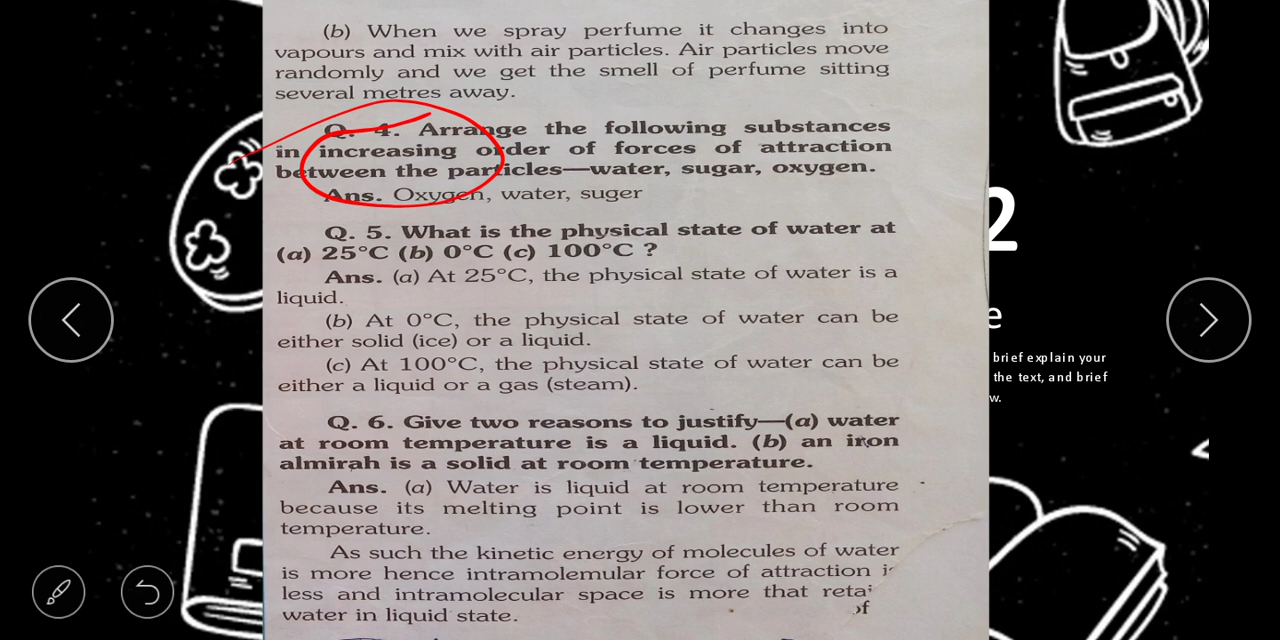 (b) When we spray perfume it changes into
vapours and mix with air particles. Air particles move
randomly and we get the smell of perfume sitting
several metres away.
Q. 4. Arrange the following substances
in increasing order of forces of attraction
between the particles—water, sugar, oxygen.
Ans. Oxygen, water, suger
Q. 5. What is the physical state of water at
(a) 25°C (b) 0°C (c) 100°C ?
Ans. (a) At 25°C, the physical state of water is a
liquid.
(b) At 0°C, the physical state of water can be
either solid (ice) or a liquid.
(c) At 100°C, the physical state of water can be
either a liquid or a gas (steam).
Q. 6. Give two reasons to justify—(a) water
at room temperature is a liquid. (b) an iron
almirah is a solid at room temperature.
Ans. (a) Water is liquid at room temperature
because its melting point is lower than room
temperature.
As such the kinetic energy of molecules of water
is more hence intramolemular force of attraction
less and intramolecular space is more that
of
water in liquid state.
2
e
brief explain your
the text, and brief
w.